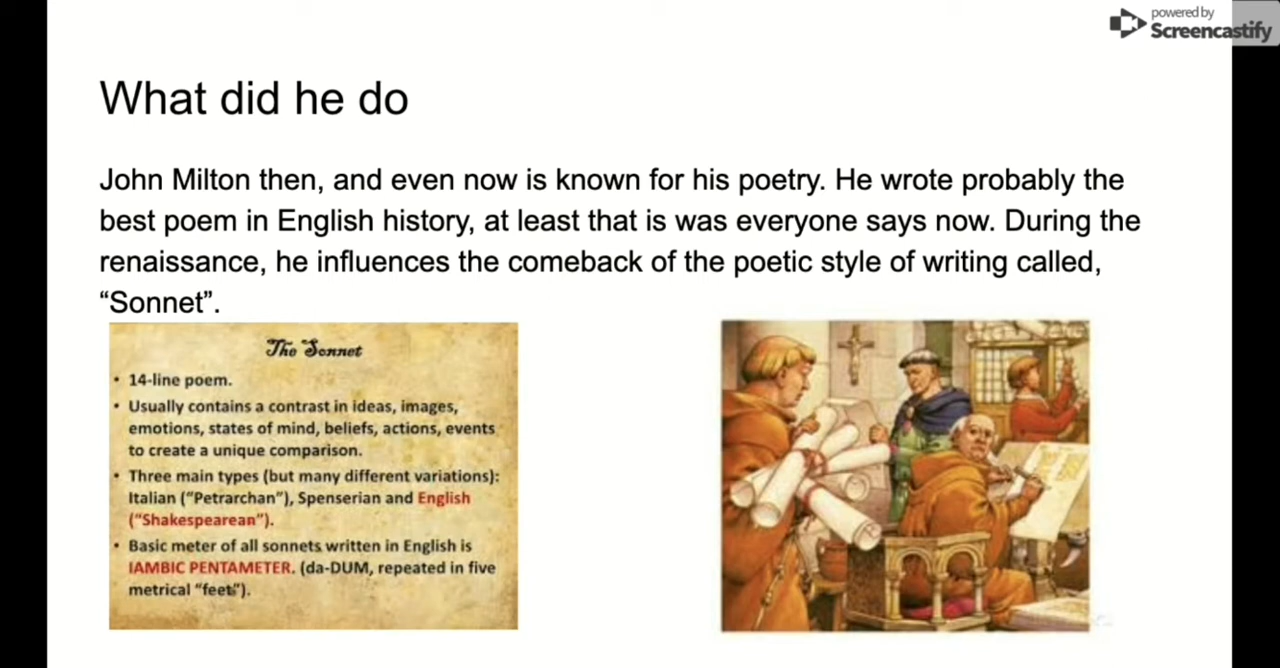 powered by
Screencastify
What did he do
John Milton then, and even now is known for his poetry. He wrote probably the
best poem in English history, at least that is was everyone says now. During the
renaissance, he influences the comeback of the poetic style of writing called,
“Sonnet”.
The Sonnet
• 14-line poem.
• Usually contains a contrast in ideas, images,
emotions, states of mind, beliefs, actions, events
to create a unique comparison.
• Three main types (but many different variations):
Italian (“Petrarchan”), Spenserian and English
(“Shakespearean”).
• Basic meter of all sonnets written in English is
IAMBIC PENTAMETER. (da-DUM, repeated in five
metrical “feet”).